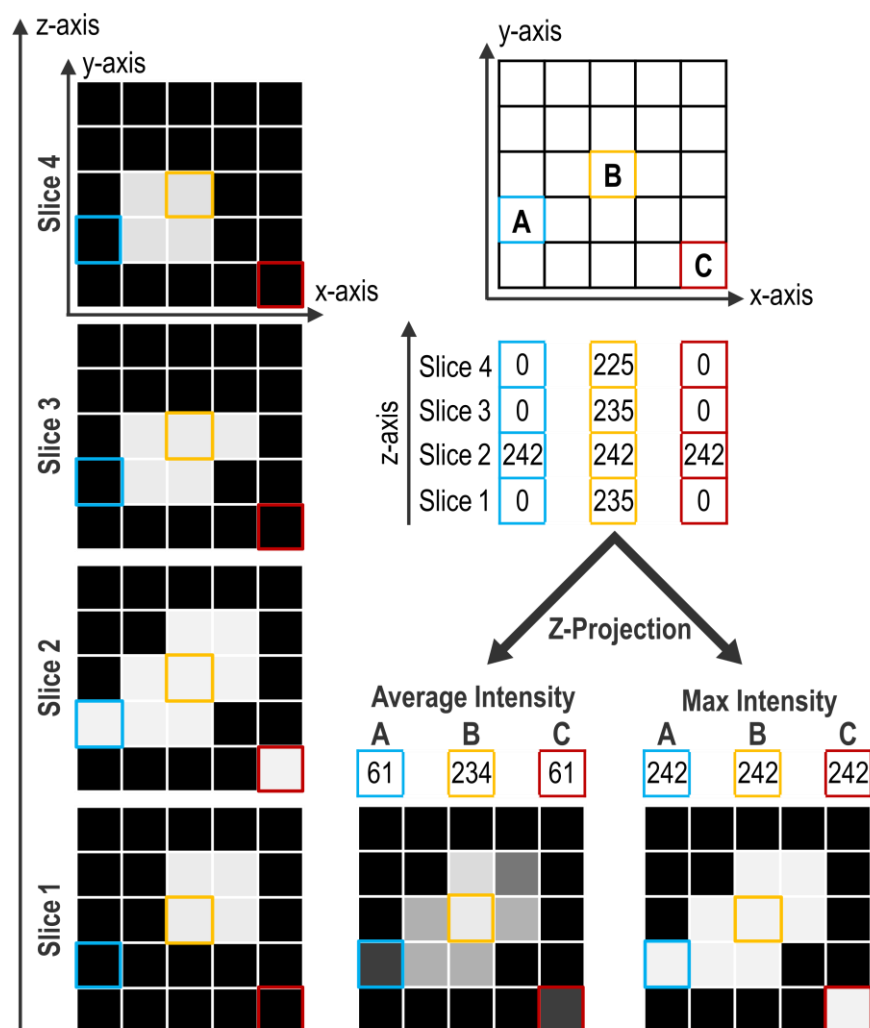 z-axis
y-axis
Slice 4
x-axis
Slice 3
Slice 2
Slice1
y-axis
B
A
C
x-axis
z-axis
Slice 4 0 225 0
Slice 3 0 235 0
Slice 2 242 242 242
Slice 1 0 235 0
Z-Projection
Average Intensity
A B C
61 234 61
Max Intensity
A B C
242 242 242